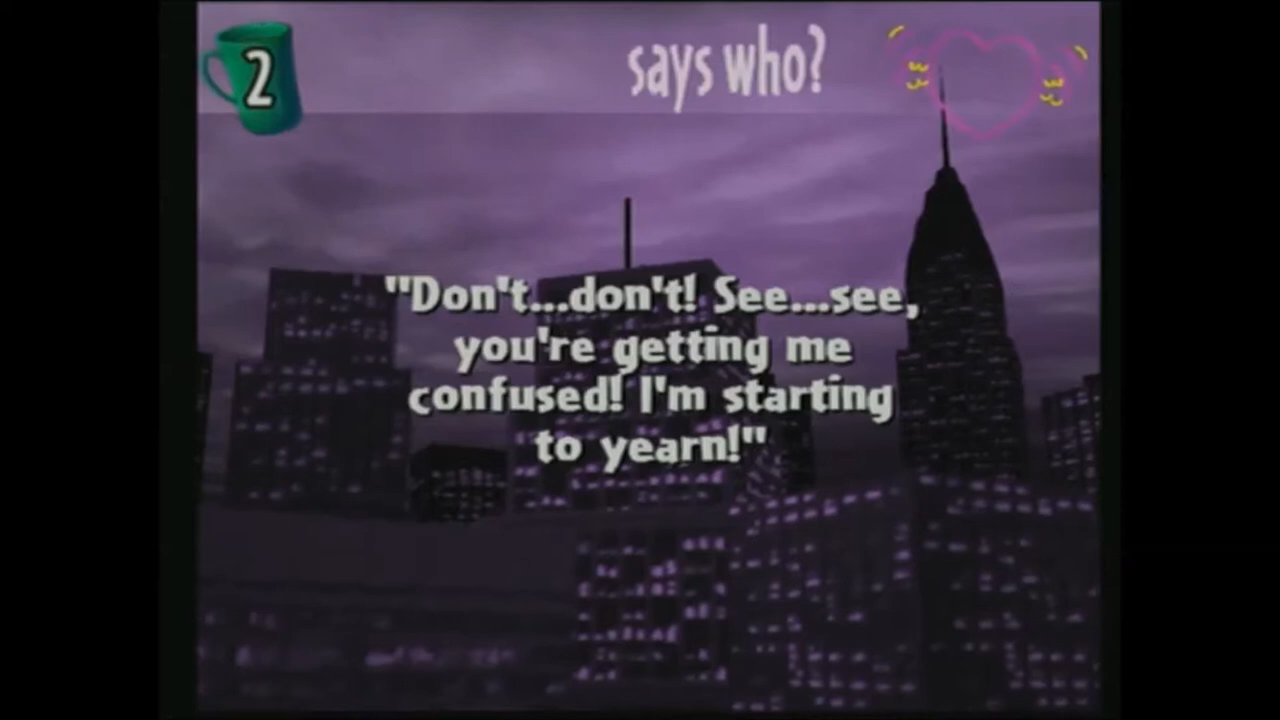 2
says who?
"Don't...don't! See...see,
you're getting me
confused! I'm starting
to yearn!"